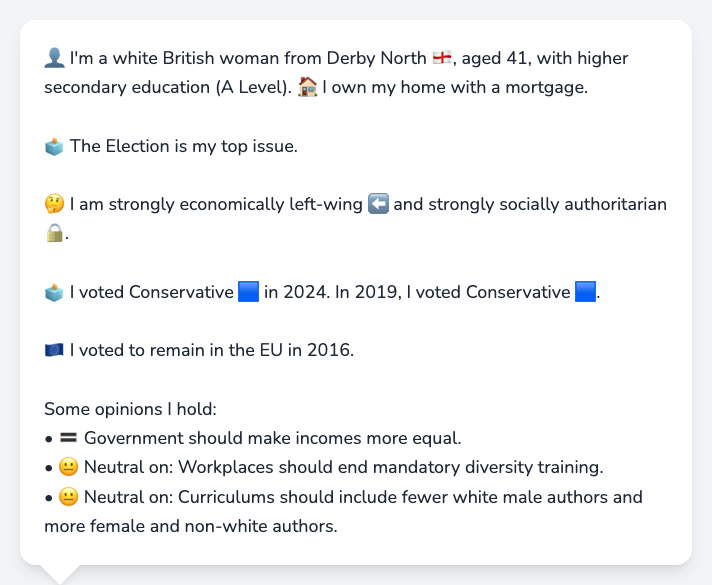 👤 I'm a white British woman from Derby North 🏴󠁧󠁢󠁥󠁮󠁧󠁿, aged 41, with higher
secondary education (A Level). 🏠 I own my home with a mortgage.
🗳️ The Election is my top issue.
🤔 I am strongly economically left-wing ⬅️ and strongly socially authoritarian
🔒.
🗳️ I voted Conservative 🟦 in 2024. In 2019, I voted Conservative 🟦.
🇪🇺 I voted to remain in the EU in 2016.
Some opinions I hold:
• 🟰 Government should make incomes more equal.
• 😐 Neutral on: Workplaces should end mandatory diversity training.
• 😐 Neutral on: Curriculums should include fewer white male authors and
more female and non-white authors.